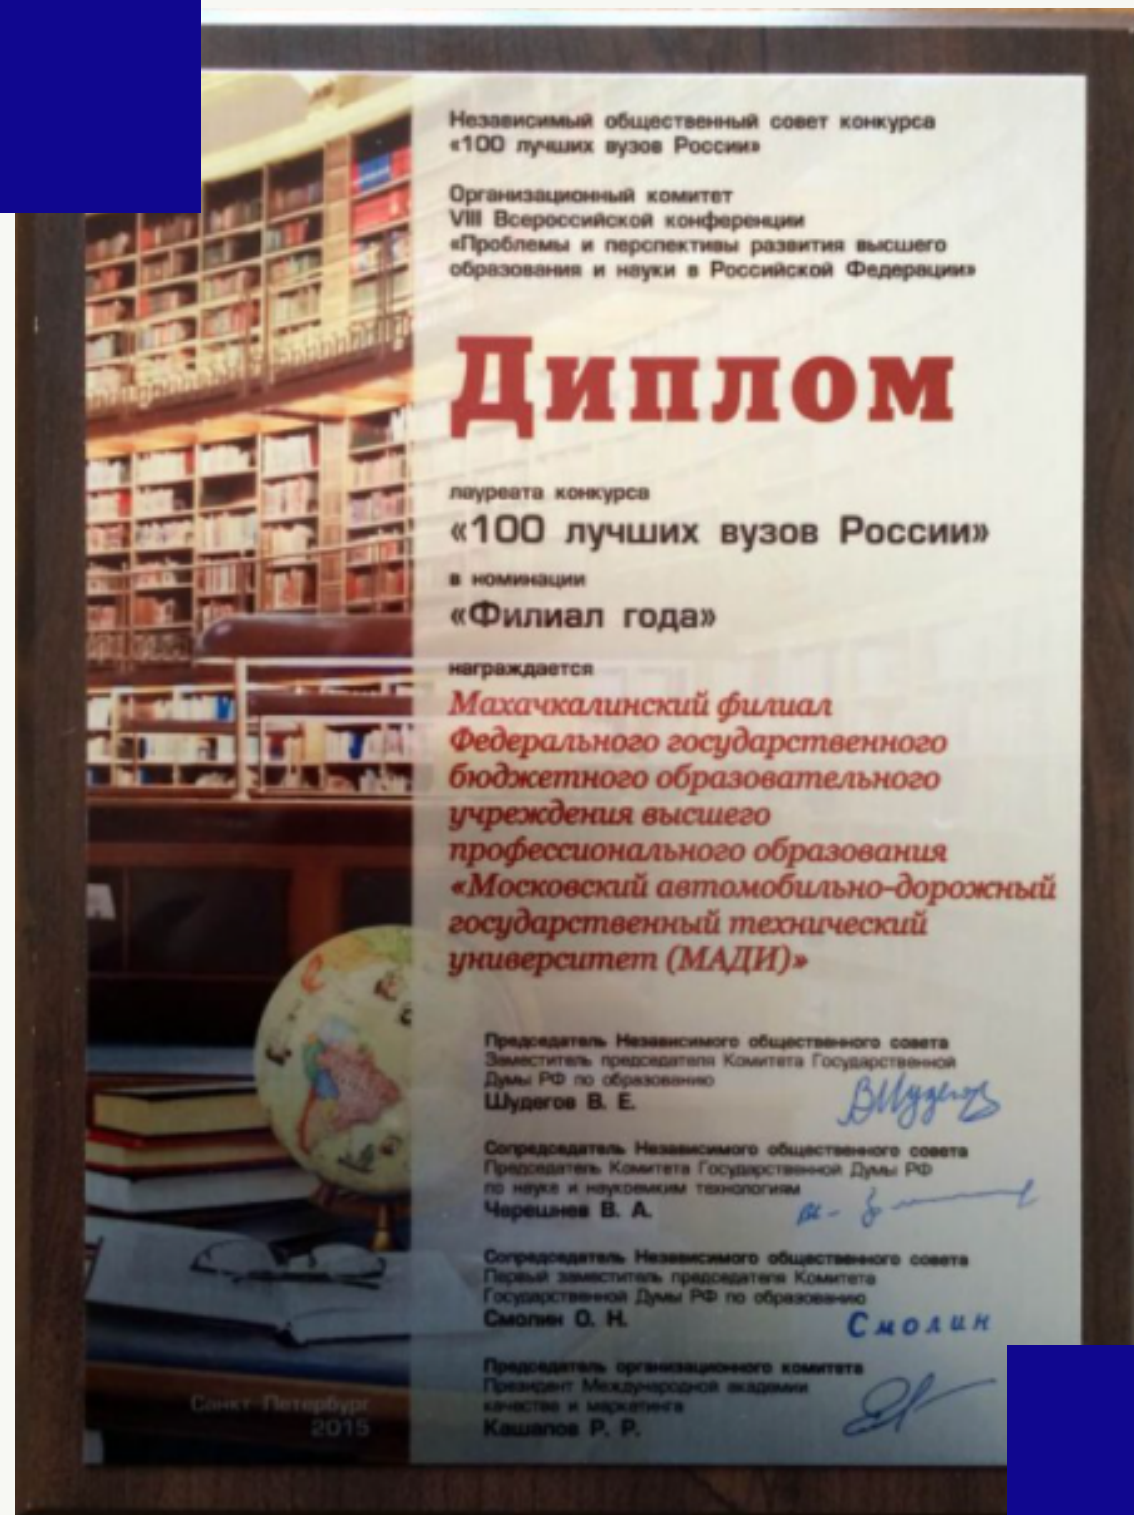 Независимый общественный совет конкурса
«100 лучших вузов России»
Организационный комитет
VIII Всероссийской конференции
«Проблемы и перспективы развития высшего
образования и науки в Российской Федерации»
Диплом
лауреата конкурса
«100 лучших вузов России»
в номинации
«Филиал года»
награждается
Махачкалинский филиал
Федерального государственного
бюджетного образовательного
учреждения высшего
профессионального образования
«Московский автомобильно-дорожный
государственный технический
университет (МАДИ)»
Председатель Независимого общественного совета
Заместитель председателя Комитета Государственной
Думы РФ по образованию
Шудегов В. Е.
Сопредседатель Независимого общественного совета
Председатель Комитета Государственной Думы РФ
по науке и наукоемким технологиям
Черешнев В. А.
Сопредседатель Независимого общественного совета
Первый заместитель председателя Комитета
Государственной Думы РФ по образованию
Смолин О. Н.
Смолин
Председатель организационного комитета
Президент Международной академии
качества и маркетинга
Кашапов Р. Р.
Санкт-Петербург
2015